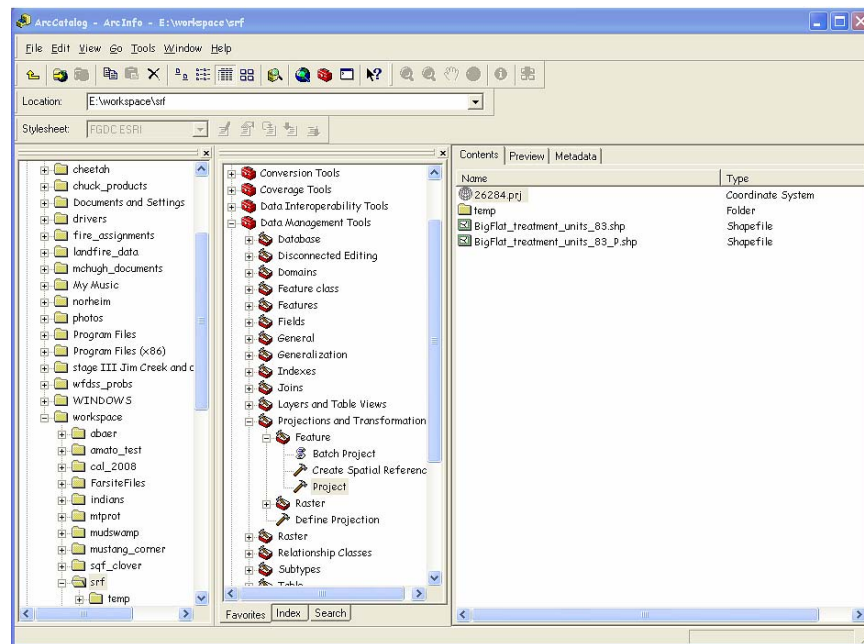 ArcCatalog - ArcInfo - E:\workspace\srf
File Edit View Go Tools Window Help
Location: E:\workspace\srf
Stylesheet: FGDC ESRI
cheetah
chuck_products
Documents and Settings
drivers
fire_assignments
landfire_data
mchugh_documents
My Music
norheim
photos
Program Files
Program Files (x86)
stage III Jim Creek and c
wfdss_probs
WINDOWS
workspace
abaer
amato_test
cal_2008
FarsiteFiles
indians
mtprot
mudswamp
mustang_corner
sqf_clover
srf
temp
Conversion Tools
Coverage Tools
Data Interoperability Tools
Data Management Tools
Database
Disconnected Editing
Domains
Feature class
Features
Fields
General
Generalization
Indexes
Joins
Layers and Table Views
Projections and Transformation
Feature
Batch Project
Create Spatial Referenc
Project
Raster
Define Projection
Raster
Relationship Classes
Subtypes
Table
Favorites Index Search
Contents Preview Metadata
Name Type
26284.prj Coordinate System
temp Folder
BigFlat_treatment_units_83.shp Shapefile
BigFlat_treatment_units_83_P.shp Shapefile